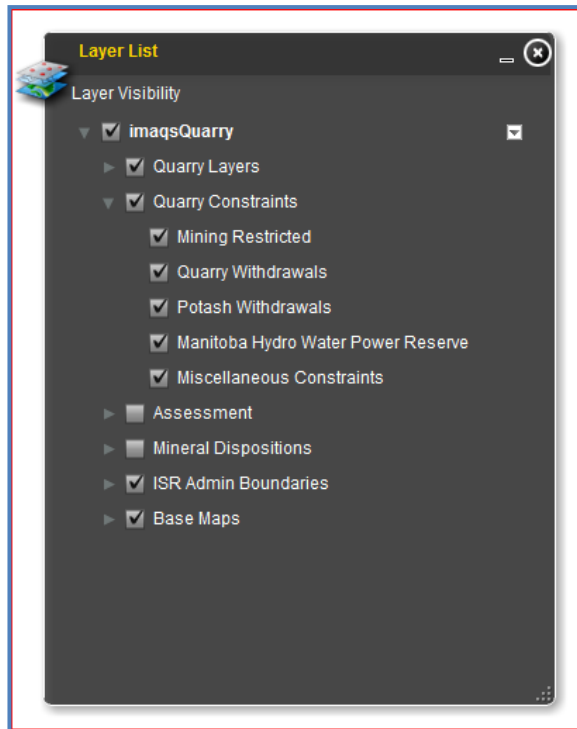 Layer List
Layer Visibility
imaqsQuarry
Quarry Layers
Quarry Constraints
Mining Restricted
Quarry Withdrawals
Potash Withdrawals
Manitoba Hydro Water Power Reserve
Miscellaneous Constraints
Assessment
Mineral Dispositions
ISR Admin Boundaries
Base Maps